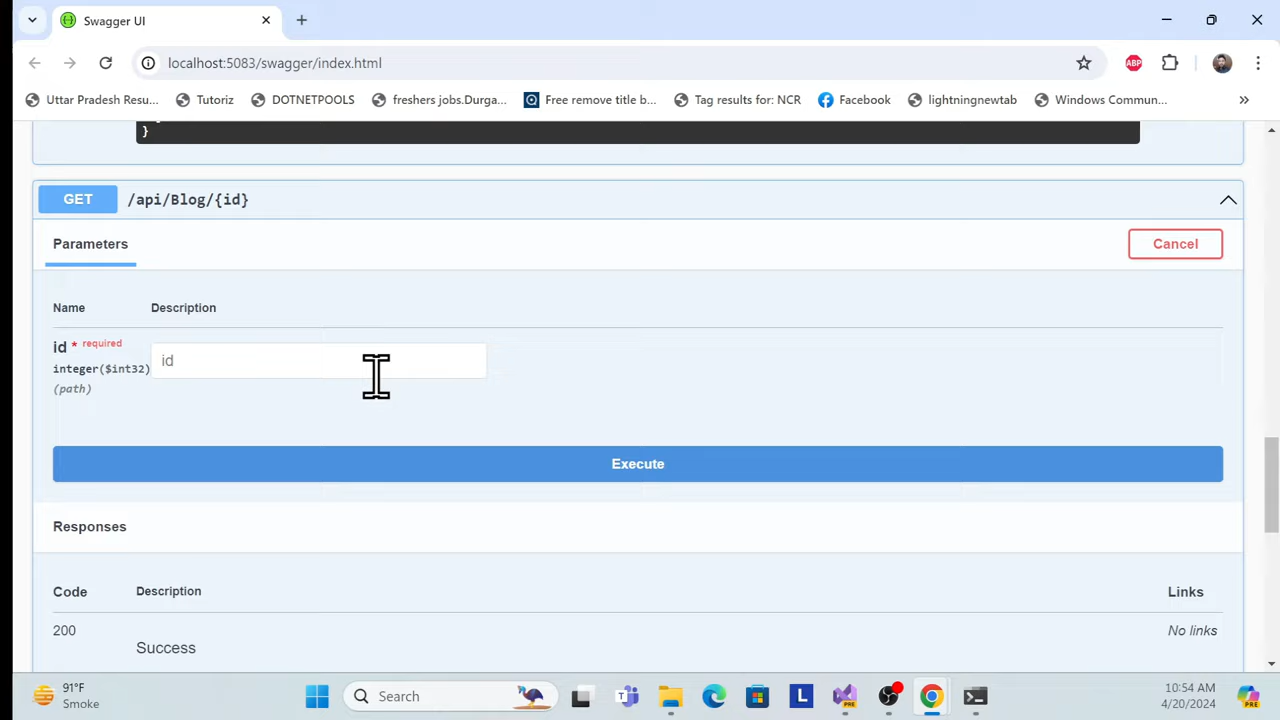 Swagger UI
localhost:5083/swagger/index.html
ABP
Uttar Pradesh Resu...
Tutoriz
DOTNETPOOLS
freshers jobs.Durga...
Free remove title b...
Tag results for: NCR
Facebook
lightningnewtab
Windows Commun...
}
GET /api/Blog/{id}
Parameters
Cancel
Name Description
id * required
integer($int32)
(path)
id
Execute
Responses
Code Description Links
200 No links
Success
91°F
Smoke
Search
L
PRE
10:54 AM
4/20/2024
PRE